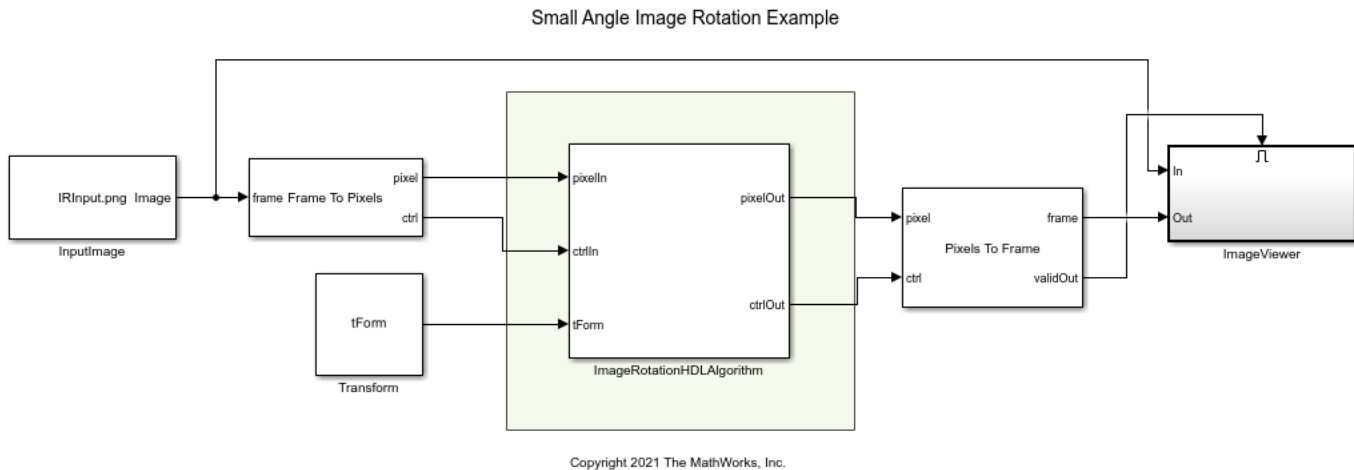 Small Angle Image Rotation Example
IRInput.png Image
InputImage
frame Frame To Pixels
pixel
ctrl
tForm
Transform
pixelIn
ctrlIn
tForm
pixelOut
ctrlOut
ImageRotationHDLAlgorithm
pixel
ctrl
Pixels To Frame
frame
validOut
In
Out
ImageViewer
Copyright 2021 The MathWorks, Inc.